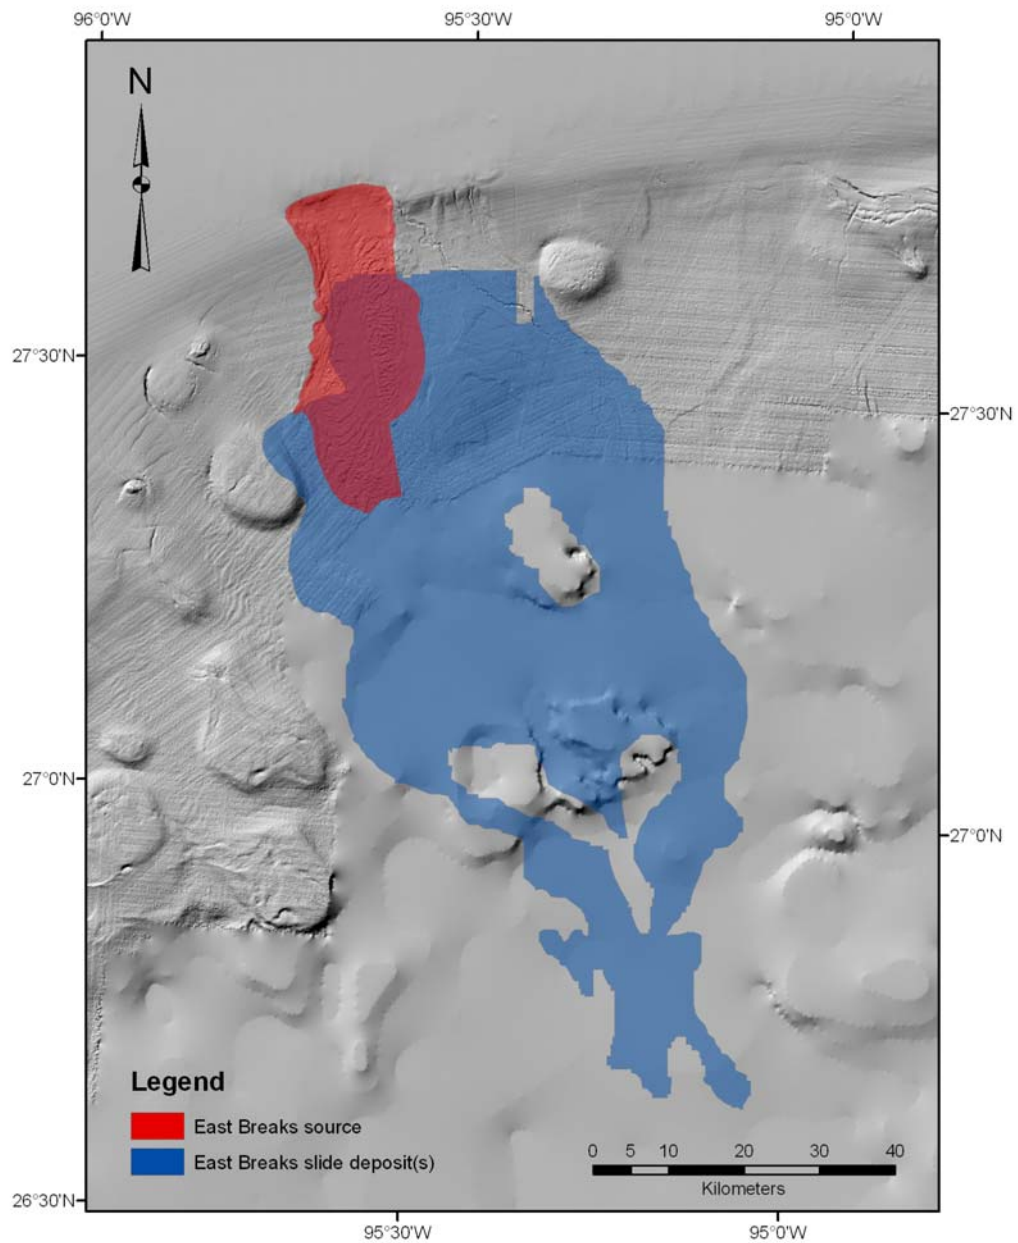 96°0'W 95°30'W 95°0'W
N
27°30'N
27°30'N
27°0'N
27°0'N
Legend
East Breaks source
East Breaks slide deposit(s)
0 5 10 20 30 40
Kilometers
26°30'N
95°30'W 95°0'W